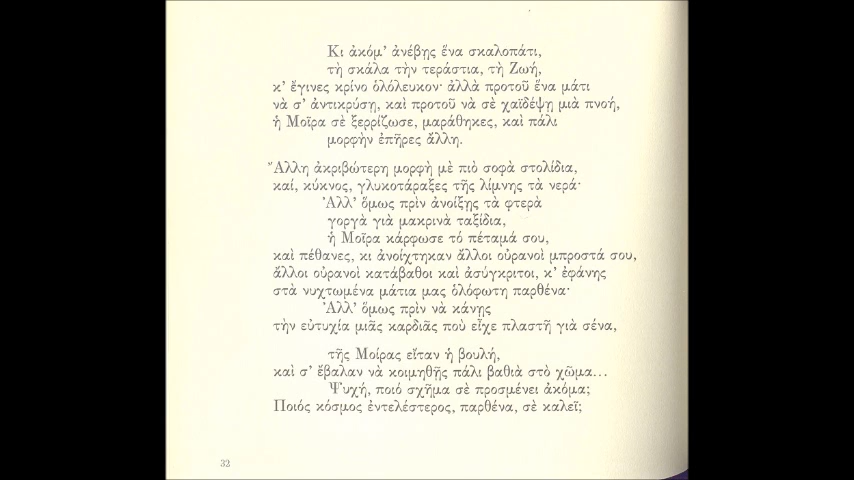 Κι ἀκόμ' ἀνέβης ἕνα σκαλοπάτι,
τὴ σκάλα τὴν τεράστια, τὴ Ζωή,
κ' ἔγινες κρίνο ὁλόλευκον· ἀλλὰ προτοῦ ἕνα μάτι
νὰ σ' ἀντικρύσῃ, καὶ προτοῦ νὰ σὲ χαϊδέψῃ μιὰ πνοή,
ἡ Μοῖρα σὲ ξερρίζωσε, μαράθηκες, καὶ πάλι
μορφὴν ἐπῆρες ἄλλη.
Ἄλλη ἀκριβώτερη μορφὴ μὲ πιὸ σοφὰ στολίδια,
καί, κύκνος, γλυκοτάραξες τῆς λίμνης τὰ νερά·
Ἀλλ' ὅμως πρὶν ἀνοίξῃς τὰ φτερὰ
γοργὰ γιὰ μακρινὰ ταξίδια,
ἡ Μοῖρα κάρφωσε τό πέταμά σου,
καὶ πέθανες, κι ἀνοίχτηκαν ἄλλοι οὐρανοὶ μπροστά σου,
ἄλλοι οὐρανοὶ κατάβαθοι καὶ ἀσύγκριτοι, κ' ἐφάνης
στὰ νυχτωμένα μάτια μας ὁλόφωτη παρθένα·
Ἀλλ' ὅμως πρὶν νὰ κάνῃς
τὴν εὐτυχία μιᾶς καρδιᾶς ποὺ εἶχε πλαστῆ γιὰ σένα,
τῆς Μοίρας εἴταν ἡ βουλή,
καὶ σ' ἔβαλαν νὰ κοιμηθῇς πάλι βαθιὰ στὸ χῶμα...
Ψυχή, ποιό σχῆμα σὲ προσμένει ἀκόμα;
Ποιός κόσμος ἐντελέστερος, παρθένα, σὲ καλεῖ;
32